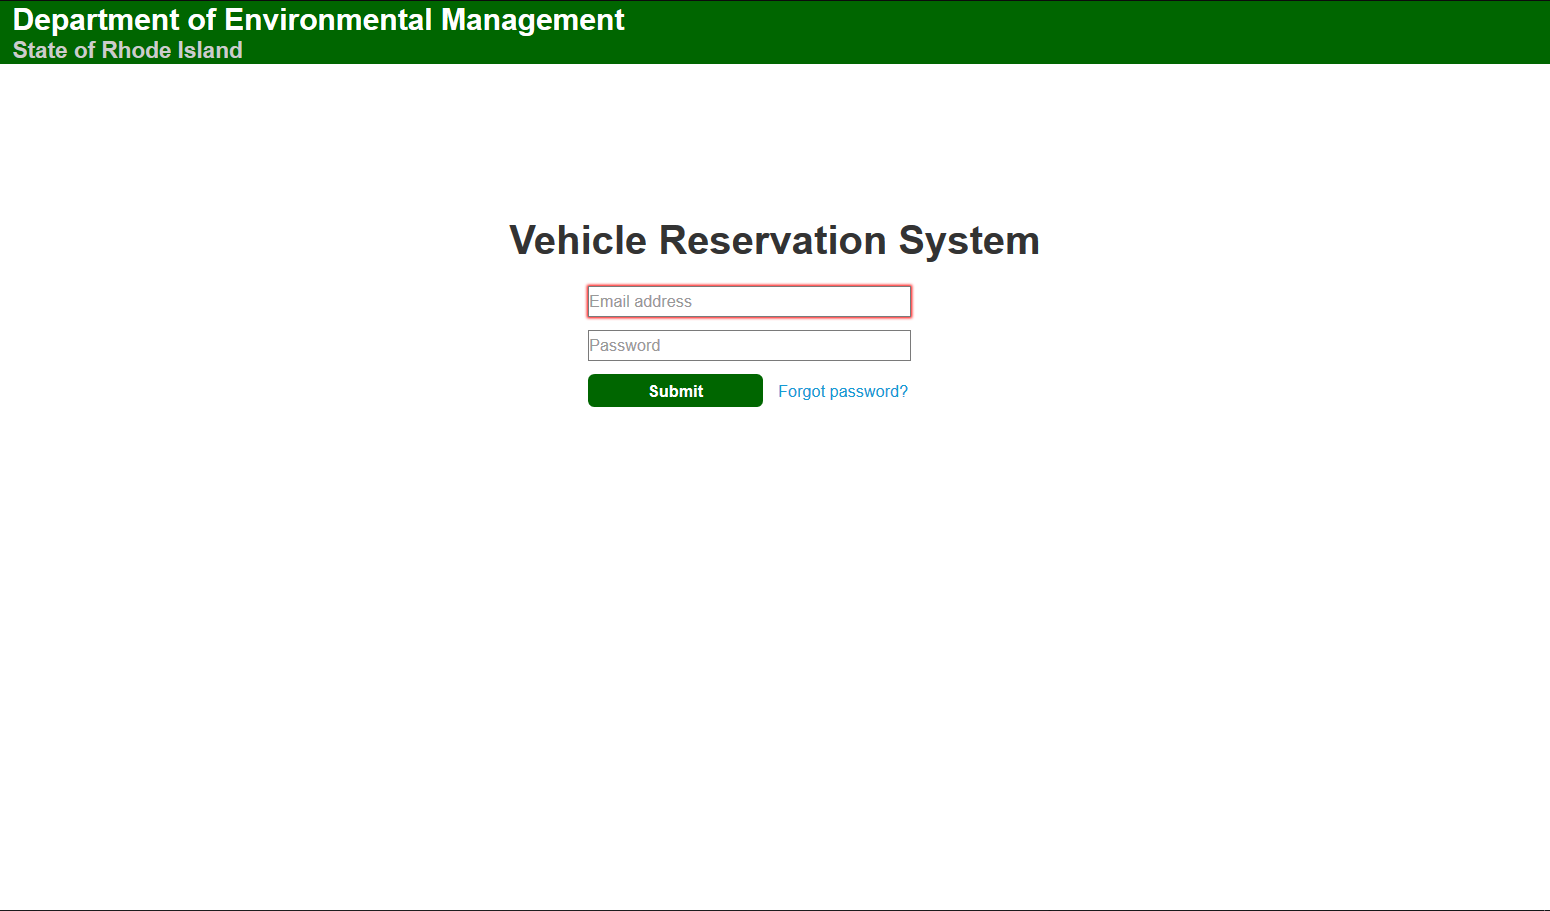 Department of Environmental Management
State of Rhode Island
Vehicle Reservation System
Email address
Password
Submit Forgot password?